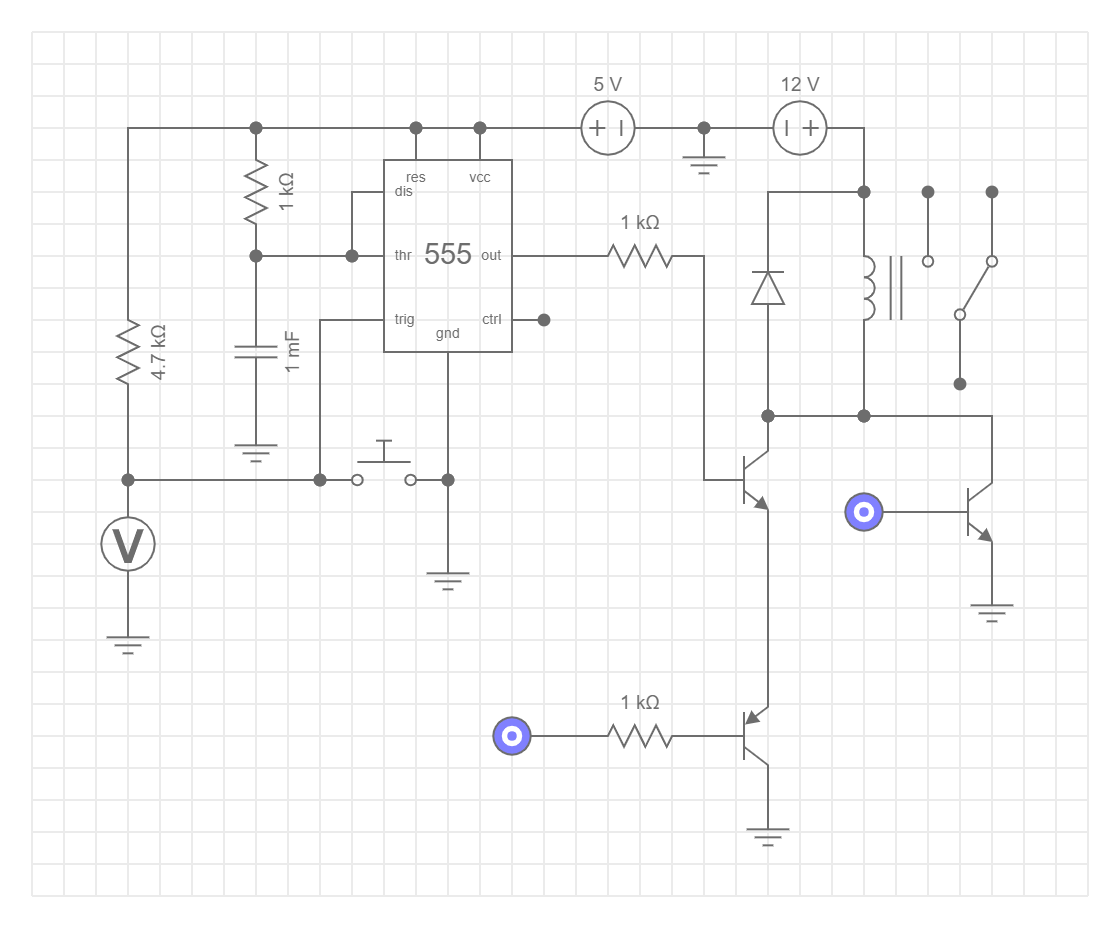 5 V
12 V
res
vcc
dis
1 kΩ
1 kΩ
thr
555
out
trig
ctrl
gnd
4.7 kΩ
1 mF
V
1 kΩ